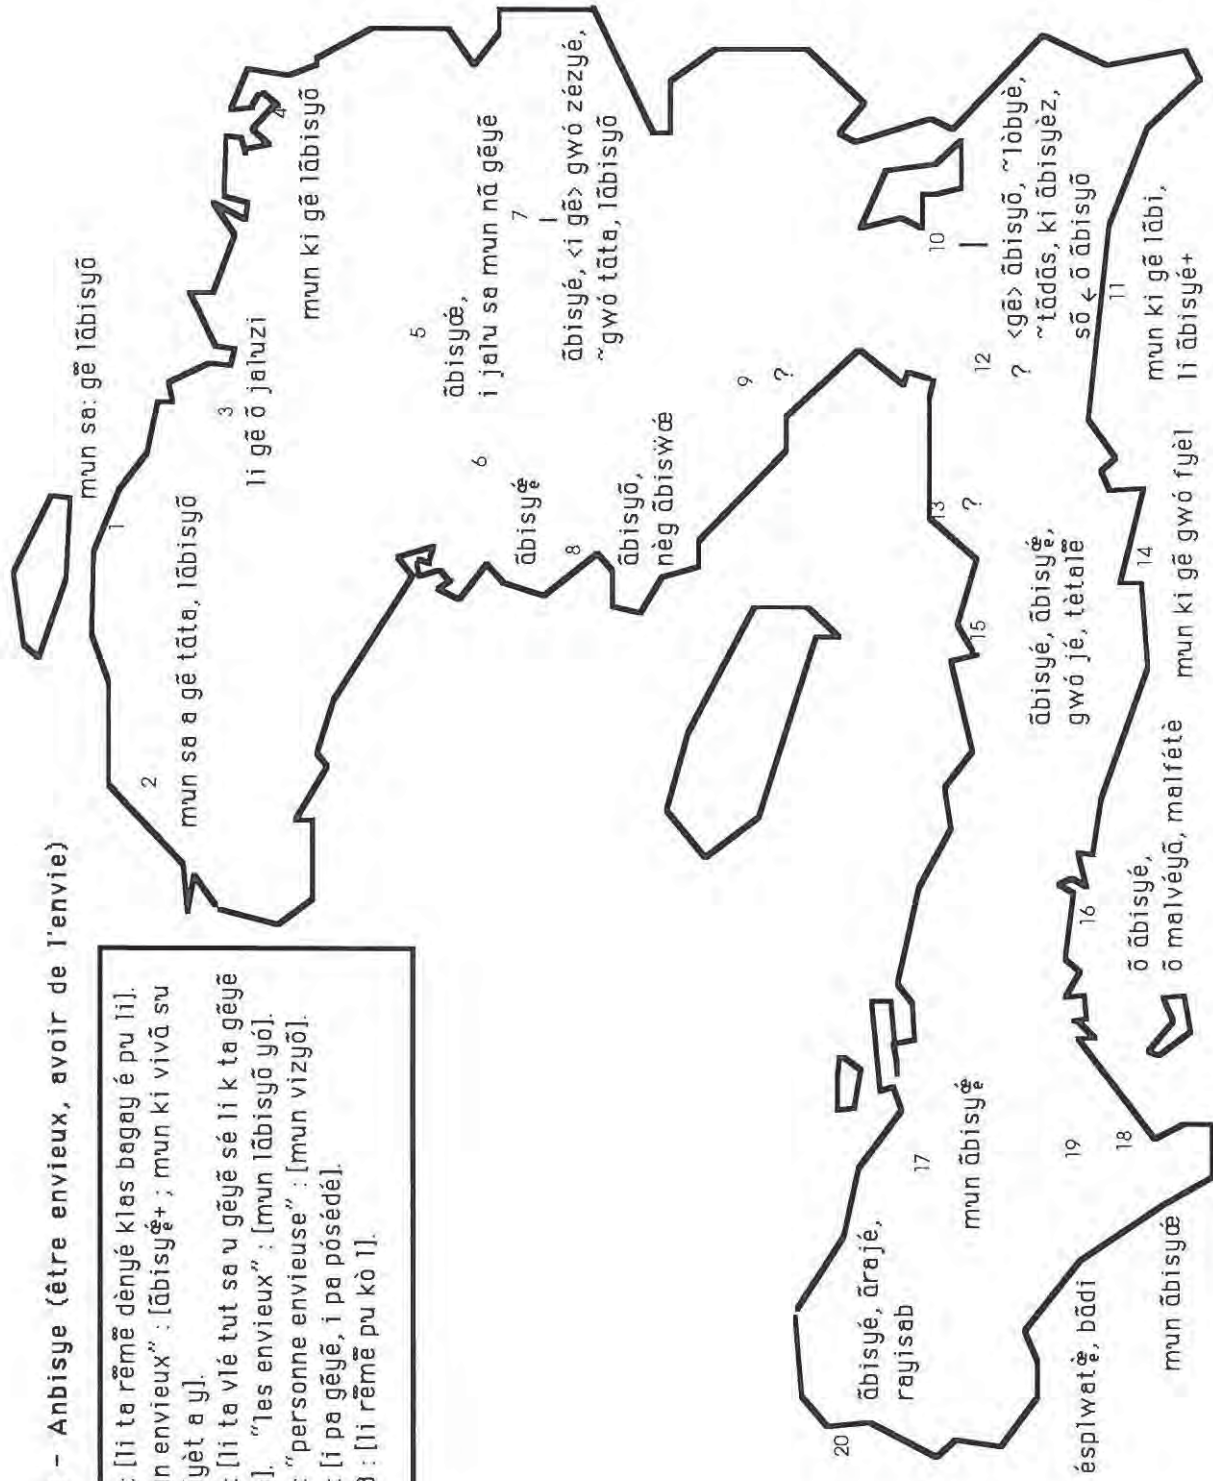 - Anbisye (être envieux, avoir de l'envie)
: [li ta rẽmẽ dènyé klas bagay é pu li].
n envieux" : [ãbisyœ̃+ ; mun ki vivã su
yèt a y].
: [li ta vlé tut sa u gẽyẽ sé li k ta gẽyẽ
]. "les envieux" : [mun lãbisyõ yó].
: "personne envieuse" : [mun vizyõ].
: [i pa gẽyẽ, i pa pósédé].
3 : [li rẽmẽ pu kò l].
1
mun sa: gẽ lãbisyõ
2
mun sa a gẽ tãta, lãbisyõ
3
li gẽ õ jaluzi
4
mun ki gẽ lãbisyõ
5
ãbisyœ́,
i jalu sa mun nã gẽyẽ
6
ãbisyœ̃
7
ãbisyé, <i gẽ> gwó zézyé,
~gwó tãta, lãbisyõ
8
ãbisyõ,
nèg ãbisẅœ́
9
?
10
12
? <gẽ> ãbisyõ, ~lòbyè,
~tãdãs, ki ãbisyèz,
sõ ← õ ãbisyõ
11
mun ki gẽ lãbi,
li ãbisyé+
13
?
14
mun ki gẽ gwó fyèl
15
ãbisyé, ãbisyœ̃,
gwó jé, tètalẽ
16
õ ãbisyé,
õ malvéyã, malfétè
17
mun ãbisyœ̃
18
mun ãbisyœ́
19
ésplwatœ̀, bãdi
20
ãbisyé, ãrajé,
rayisab